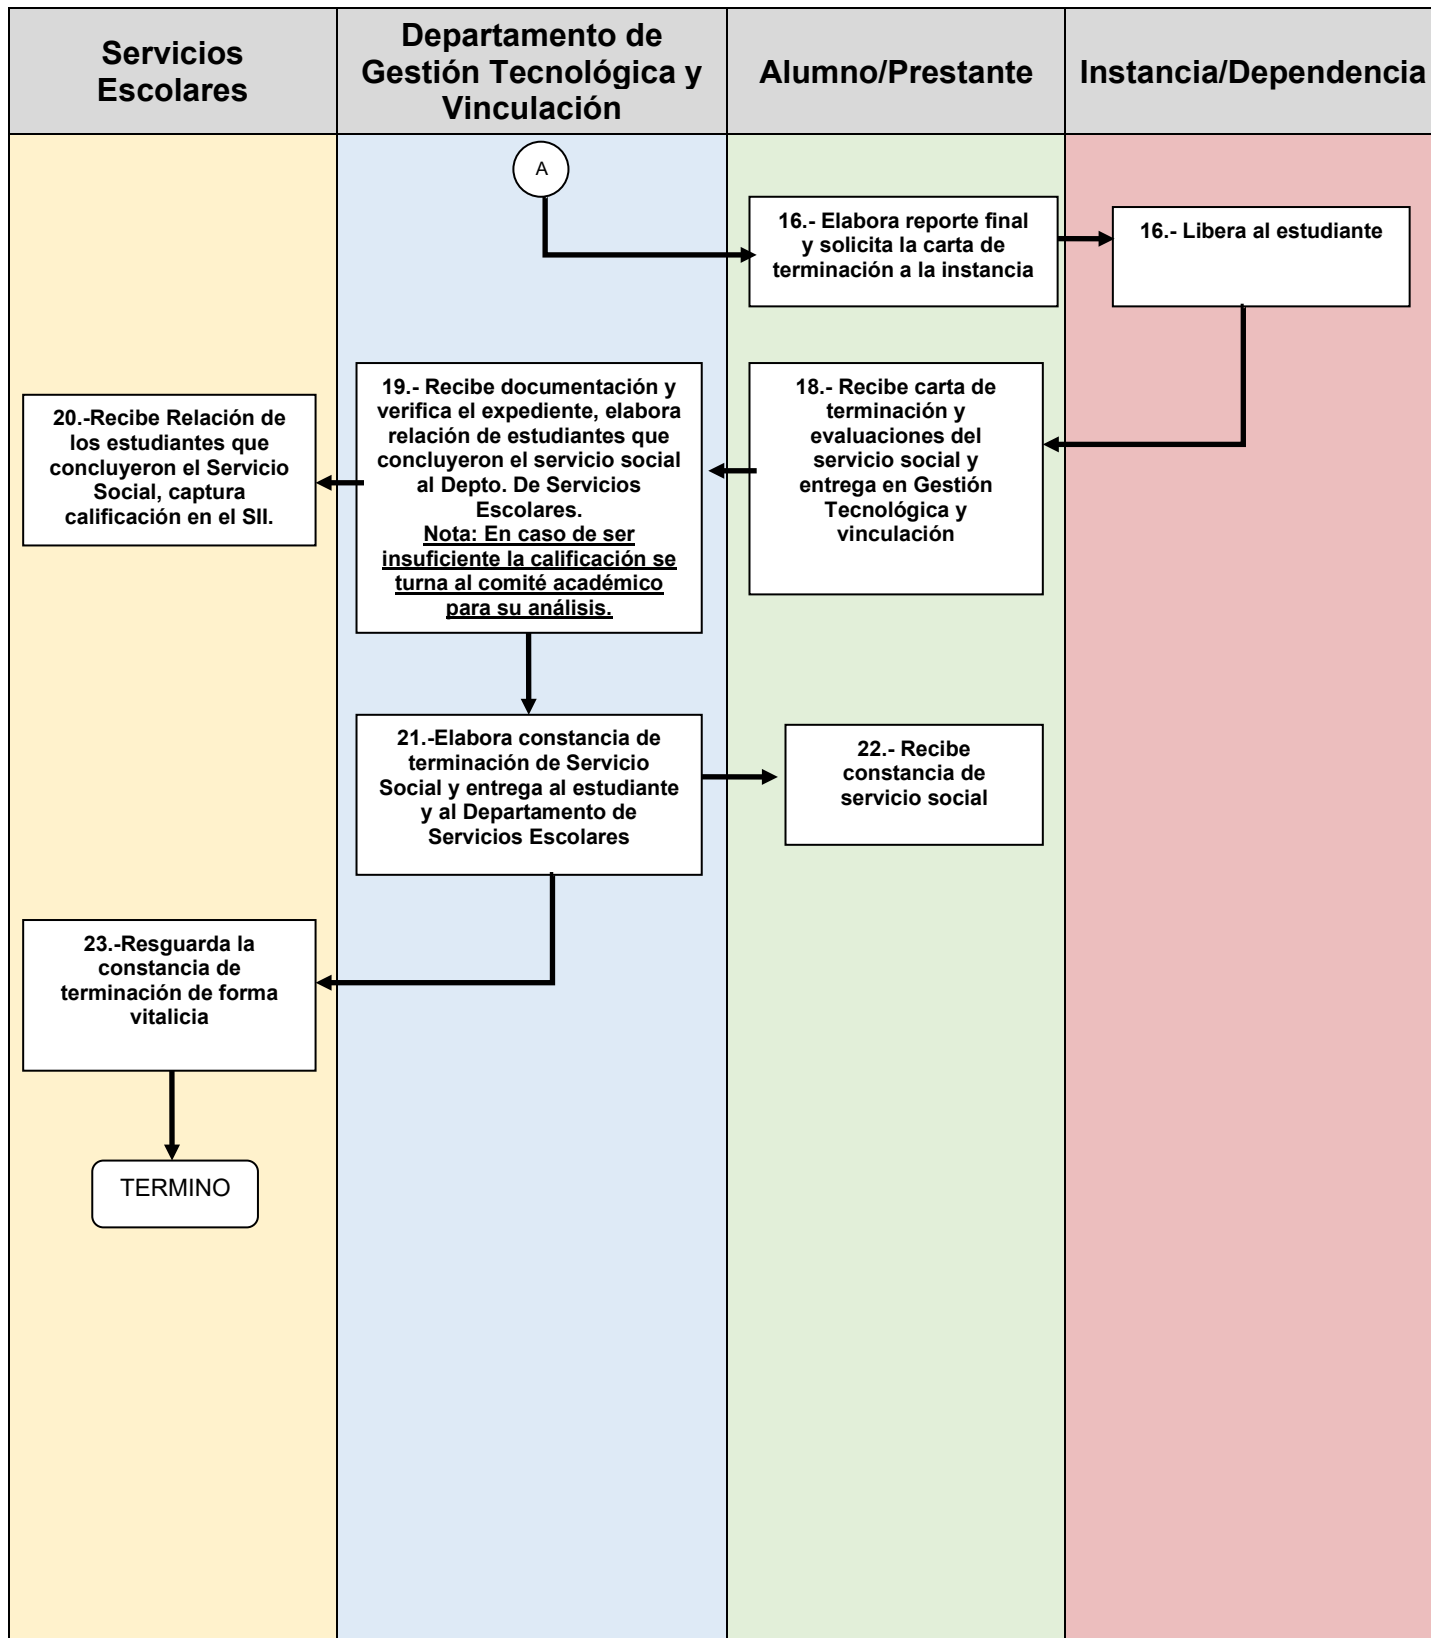 Servicios
Escolares
Departamento de
Gestión Tecnológica y
Vinculación
Alumno/Prestante
Instancia/Dependencia
A
16.- Elabora reporte final
y solicita la carta de
terminación a la instancia
16.- Libera al estudiante
18.- Recibe carta de
terminación y
evaluaciones del
servicio social y
entrega en Gestión
Tecnológica y
vinculación
19.- Recibe documentación y
verifica el expediente, elabora
relación de estudiantes que
concluyeron el servicio social
al Depto. De Servicios
Escolares.
Nota: En caso de ser
insuficiente la calificación se
turna al comité académico
para su análisis.
20.-Recibe Relación de
los estudiantes que
concluyeron el Servicio
Social, captura
calificación en el SII.
21.-Elabora constancia de
terminación de Servicio
Social y entrega al estudiante
y al Departamento de
Servicios Escolares
22.- Recibe
constancia de
servicio social
23.-Resguarda la
constancia de
terminación de forma
vitalicia
TERMINO